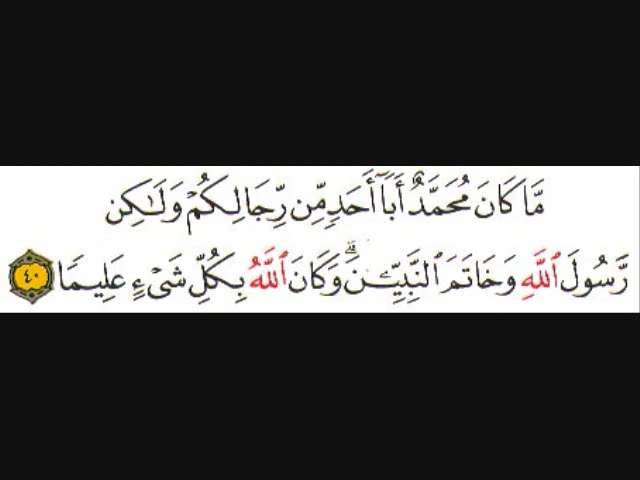 مَّا كَانَ مُحَمَّدٌ أَبَآ أَحَدٍ مِّن رِّجَالِكُمْ وَلَٰكِن
رَّسُولَ ٱللَّهِ وَخَاتَمَ ٱلنَّبِيِّـۧنَ ۗ وَكَانَ ٱللَّهُ بِكُلِّ شَىْءٍ عَلِيمًا ٤٠